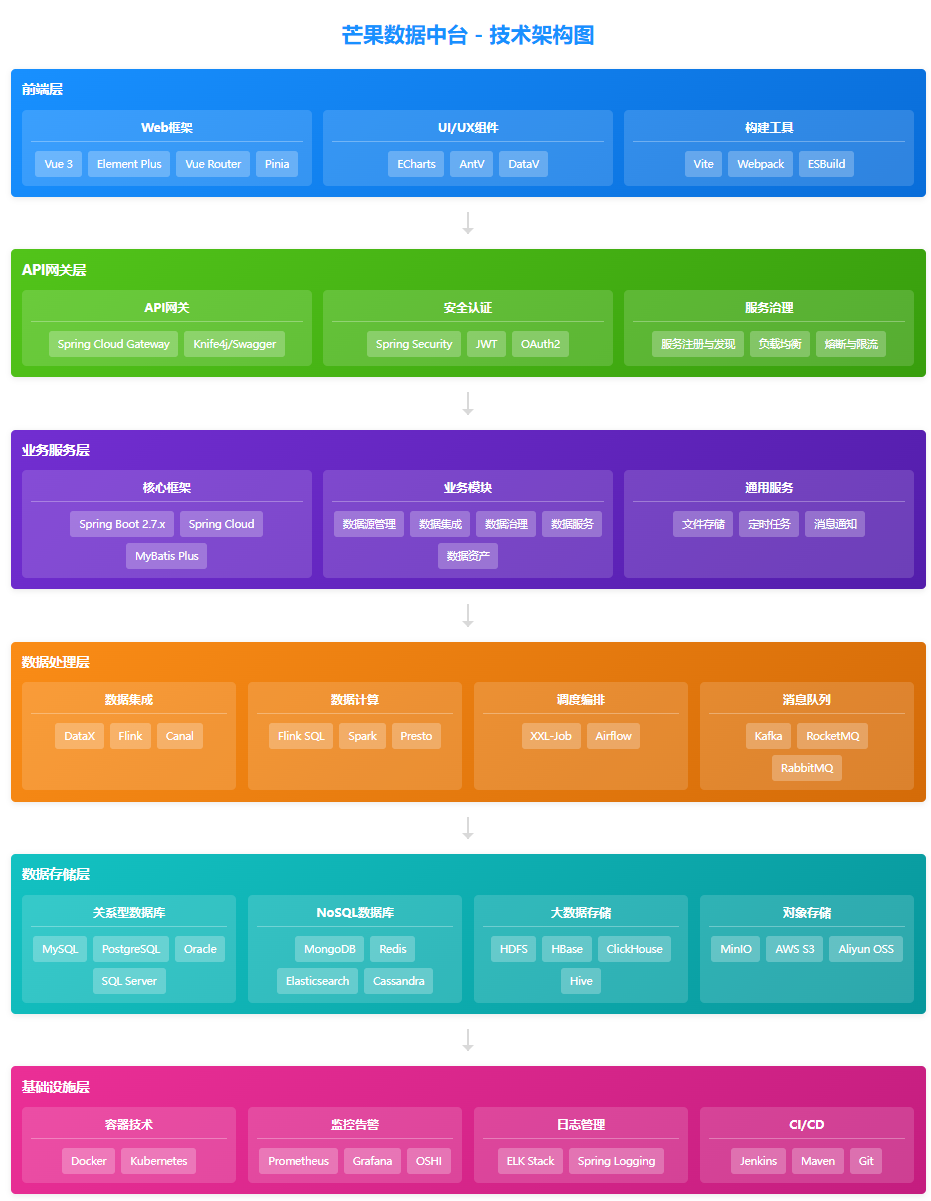 芒果数据中台 - 技术架构图
前端层
Web框架
Vue 3 Element Plus Vue Router Pinia
UI/UX组件
ECharts AntV DataV
构建工具
Vite Webpack ESBuild
API网关层
API网关
Spring Cloud Gateway Knife4j/Swagger
安全认证
Spring Security JWT OAuth2
服务治理
服务注册与发现 负载均衡 熔断与限流
业务服务层
核心框架
Spring Boot 2.7.x Spring Cloud
MyBatis Plus
业务模块
数据源管理 数据集成 数据治理 数据服务
数据资产
通用服务
文件存储 定时任务 消息通知
数据处理层
数据集成
DataX Flink Canal
数据计算
Flink SQL Spark Presto
调度编排
XXL-Job Airflow
消息队列
Kafka RocketMQ
RabbitMQ
数据存储层
关系型数据库
MySQL PostgreSQL Oracle
SQL Server
NoSQL数据库
MongoDB Redis
Elasticsearch Cassandra
大数据存储
HDFS HBase ClickHouse
Hive
对象存储
MinIO AWS S3 Aliyun OSS
基础设施层
容器技术
Docker Kubernetes
监控告警
Prometheus Grafana OSHI
日志管理
ELK Stack Spring Logging
CI/CD
Jenkins Maven Git